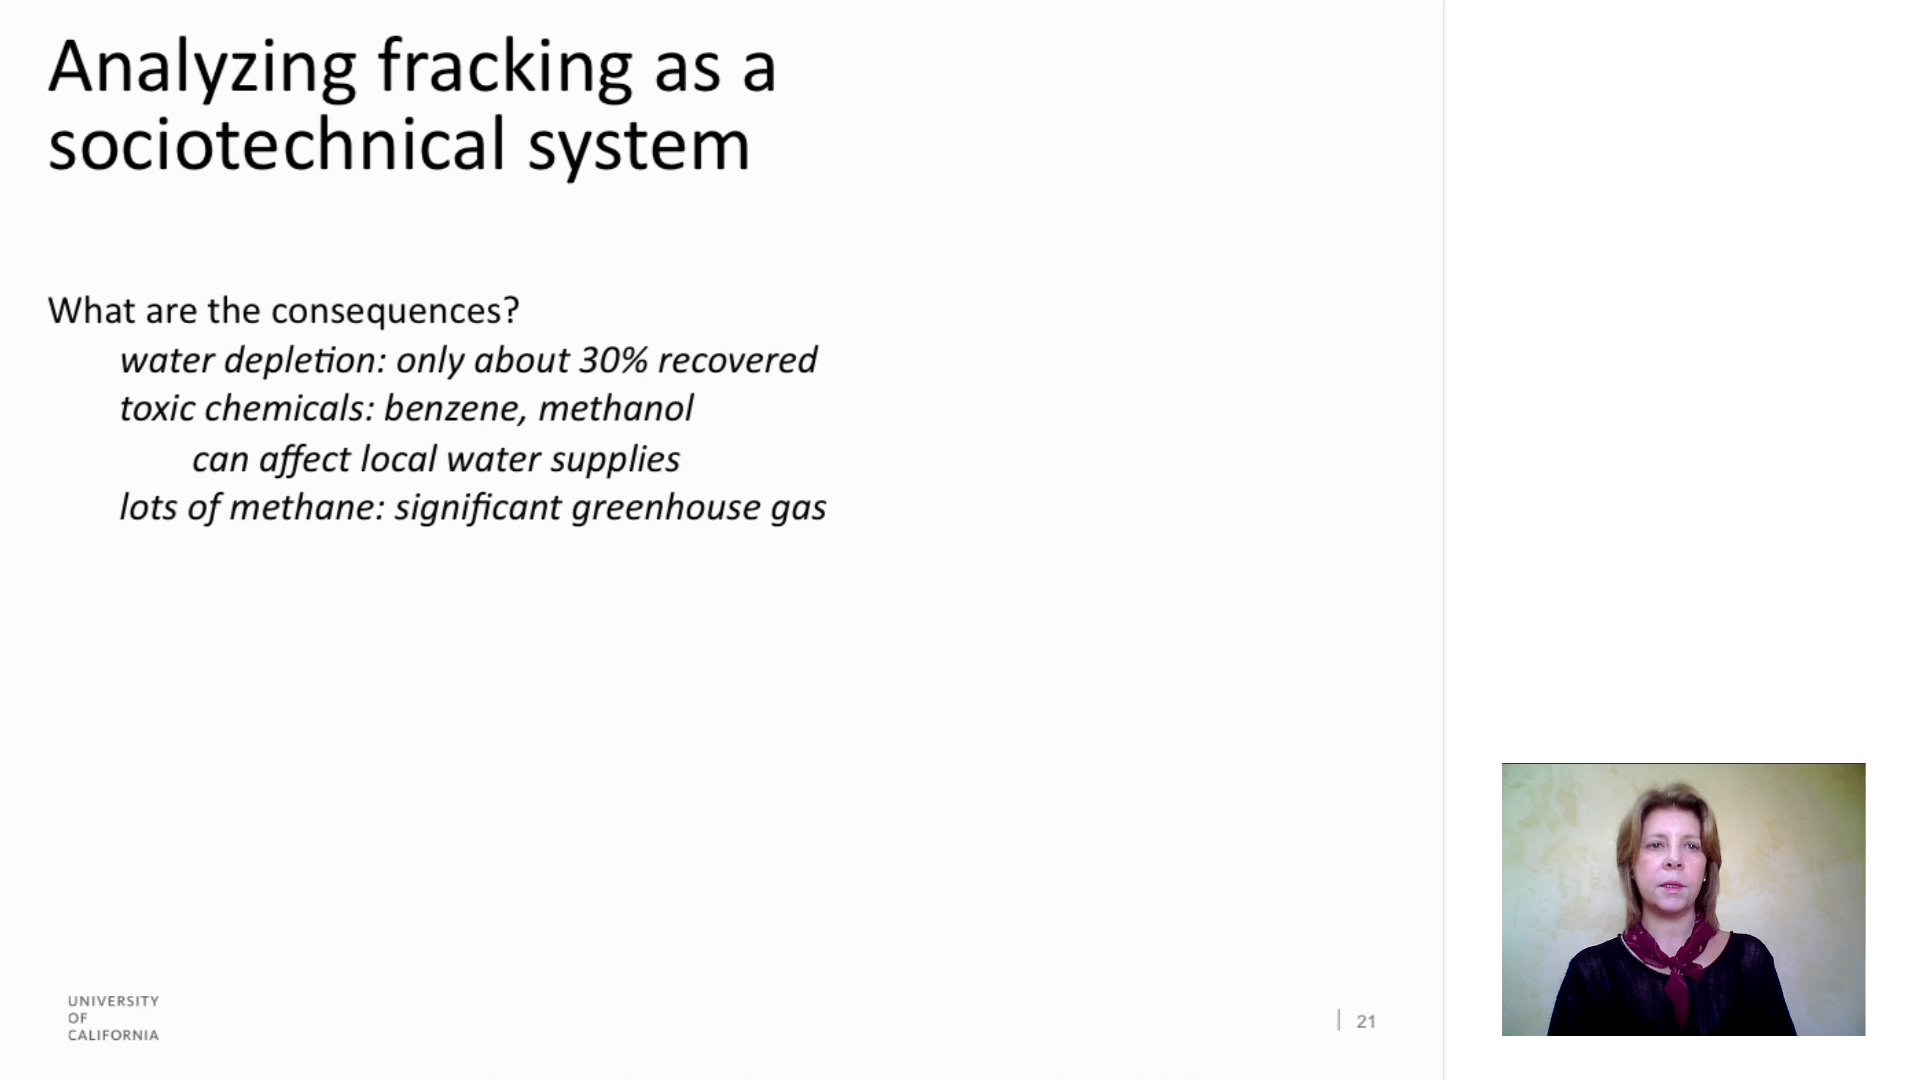 Analyzing fracking as a
sociotechnical system
What are the consequences?
water depletion: only about 30% recovered
toxic chemicals: benzene, methanol
can affect local water supplies
lots of methane: significant greenhouse gas
UNIVERSITY
OF
CALIFORNIA
21